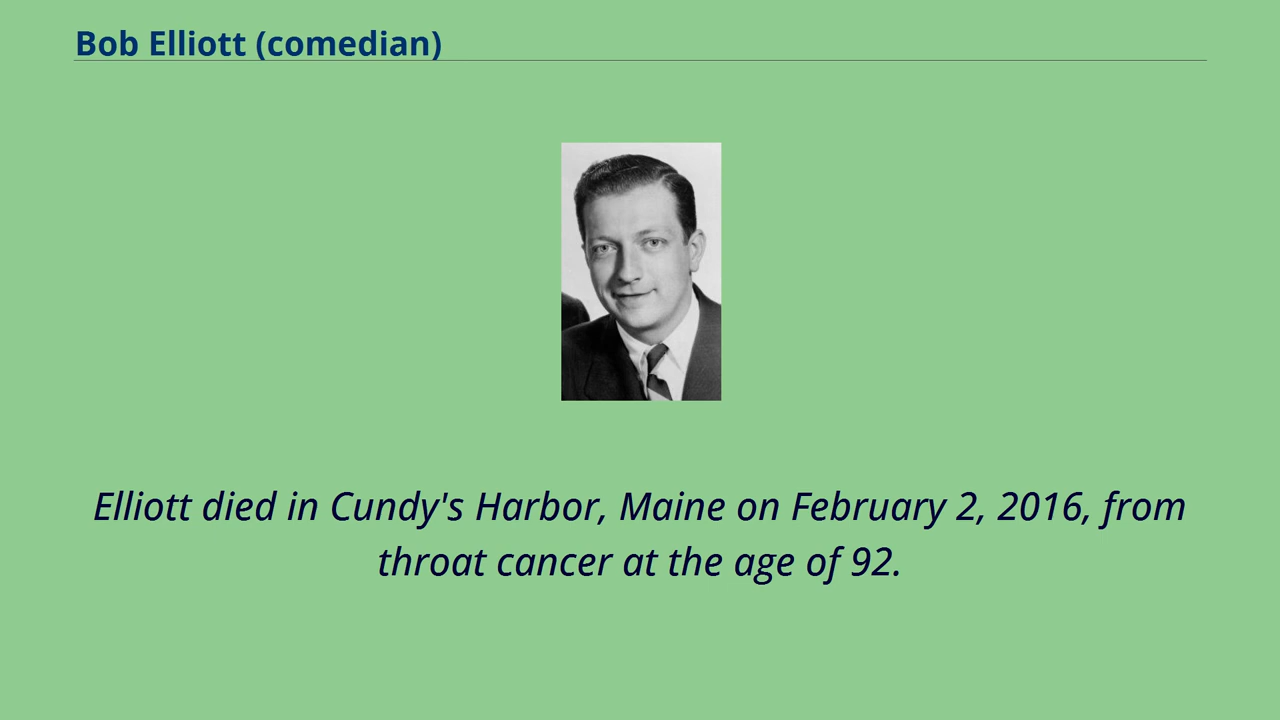 Bob Elliott (comedian)
Elliott died in Cundy's Harbor, Maine on February 2, 2016, from
throat cancer at the age of 92.